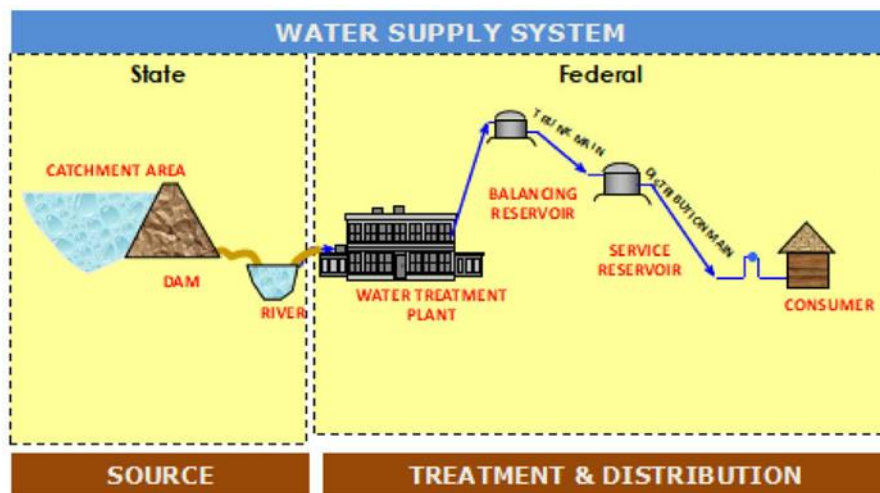 WATER SUPPLY SYSTEM
State
Federal
CATCHMENT AREA
DAM
RIVER
WATER TREATMENT
PLANT
TRUNK MAIN
BALANCING
RESERVOIR
DISTRIBUTION MAIN
SERVICE
RESERVOIR
CONSUMER
SOURCE
TREATMENT & DISTRIBUTION